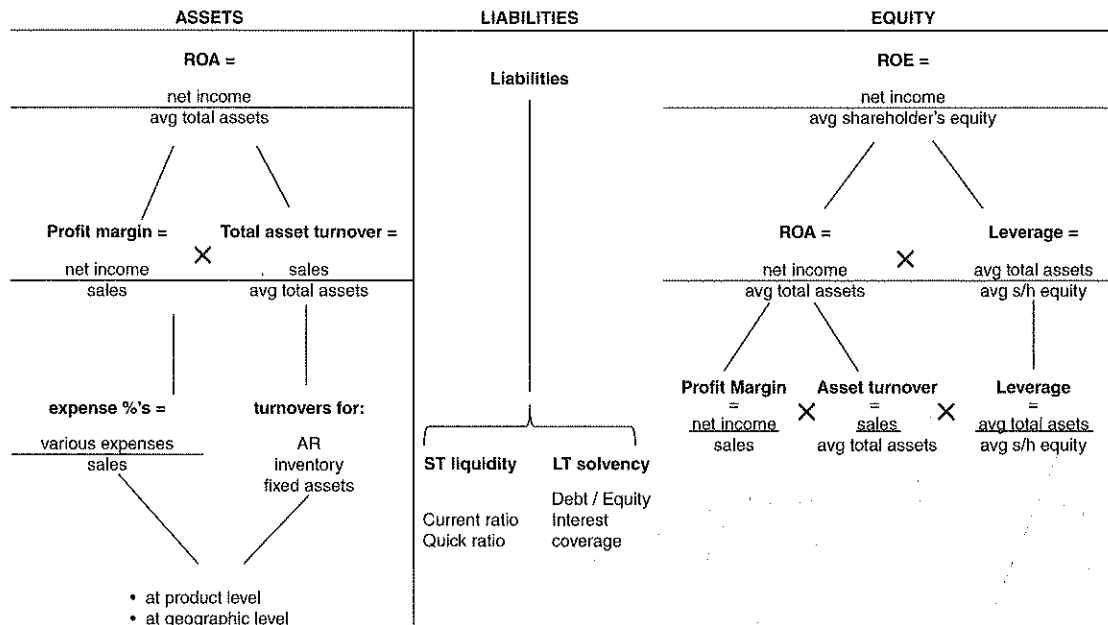 ASSETS
LIABILITIES
EQUITY
ROA =
net income
avg total assets
Profit margin =
net income
sales
×
Total asset turnover =
sales
avg total assets
expense %'s =
various expenses
sales
turnovers for:
AR
inventory
fixed assets
• at product level
• at geographic level
Liabilities
ST liquidity
Current ratio
Quick ratio
LT solvency
Debt / Equity
Interest
coverage
ROE =
net income
avg shareholder's equity
ROA =
net income
avg total assets
×
Leverage =
avg total assets
avg s/h equity
Profit Margin
=
net income
sales
×
Asset turnover
=
sales
avg total assets
×
Leverage
=
avg total asets
avg s/h equity